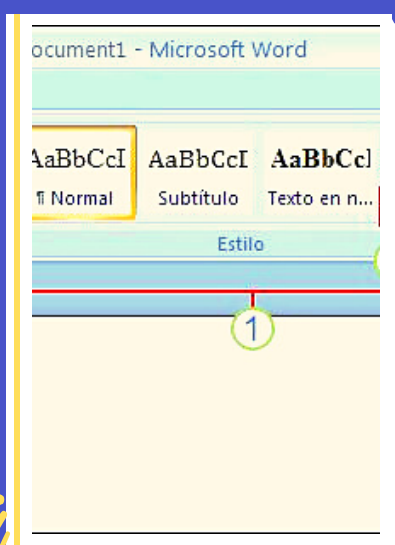 ocument1 - Microsoft Word
AaBbCcI AaBbCcI AaBbCcl
¶ Normal Subtítulo Texto en n...
Estilo
1